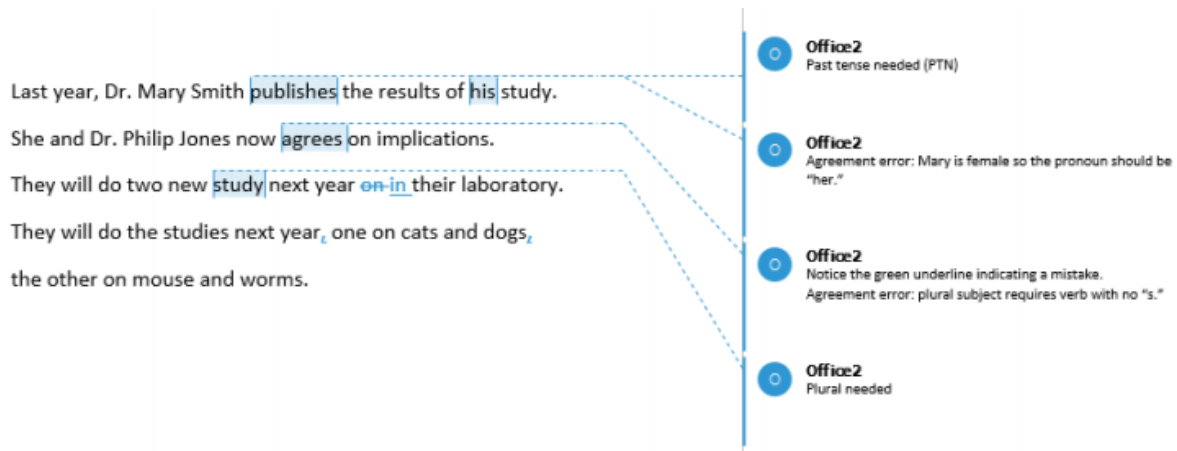 Last year, Dr. Mary Smith publishes the results of his study.
She and Dr. Philip Jones now agrees on implications.
They will do two new study next year on in their laboratory.
They will do the studies next year, one on cats and dogs,
the other on mouse and worms.
O
Office2
Past tense needed (PTN)
O
Office2
Agreement error: Mary is female so the pronoun should be
“her.”
O
Office2
Notice the green underline indicating a mistake.
Agreement error: plural subject requires verb with no “s.”
O
Office2
Plural needed